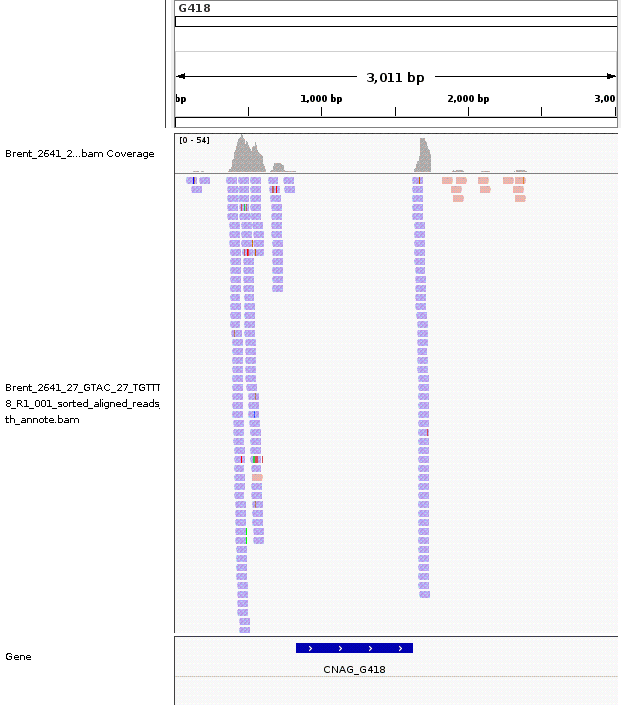 G418
3,011 bp
bp
1,000 bp
2,000 bp
3,00
[0 - 54)
Brent_2641_2...bam Coverage
Brent_2641_27_GTAC_27_TGTTT
8_R1_001_sorted_aligned_reads_
th_annote.bam
Gene
CNAG_G418